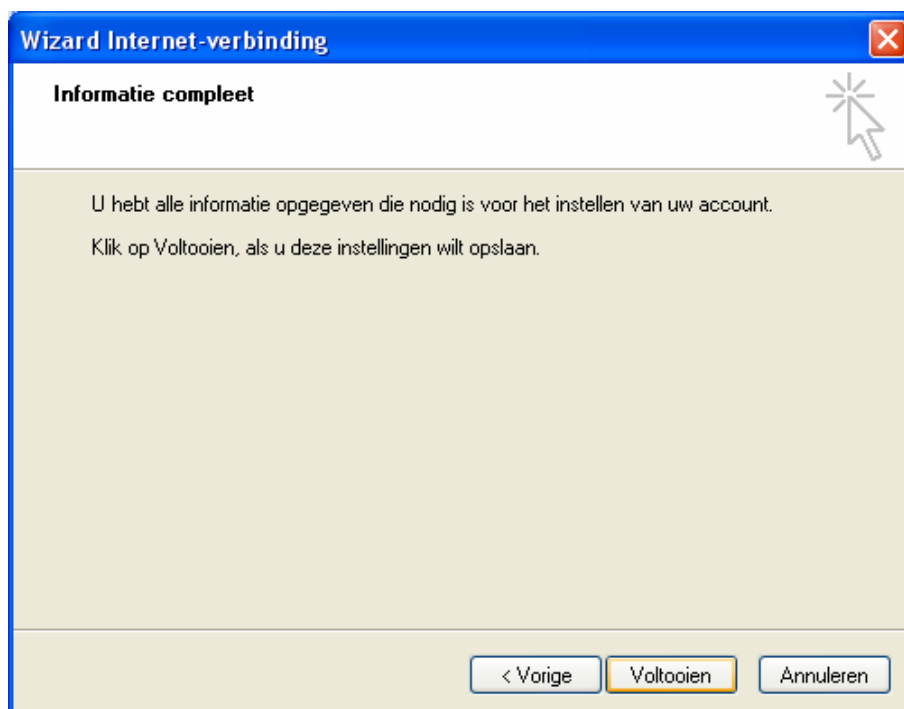 Wizard Internet-verbinding
Informatie compleet
U hebt alle informatie opgegeven die nodig is voor het instellen van uw account.
Klik op Voltooien, als u deze instellingen wilt opslaan.
< Vorige
Voltooien
Annuleren